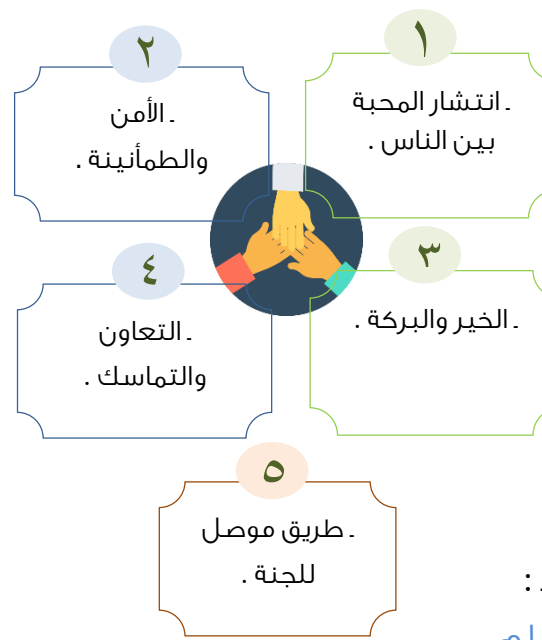 ١
ـ انتشار المحبة
بين الناس .
٢
ـ الأمن
والطمأنينة .
٣
ـ الخير والبركة .
٤
ـ التعاون
والتماسك .
٥
ـ طريق موصل
للجنة .
: